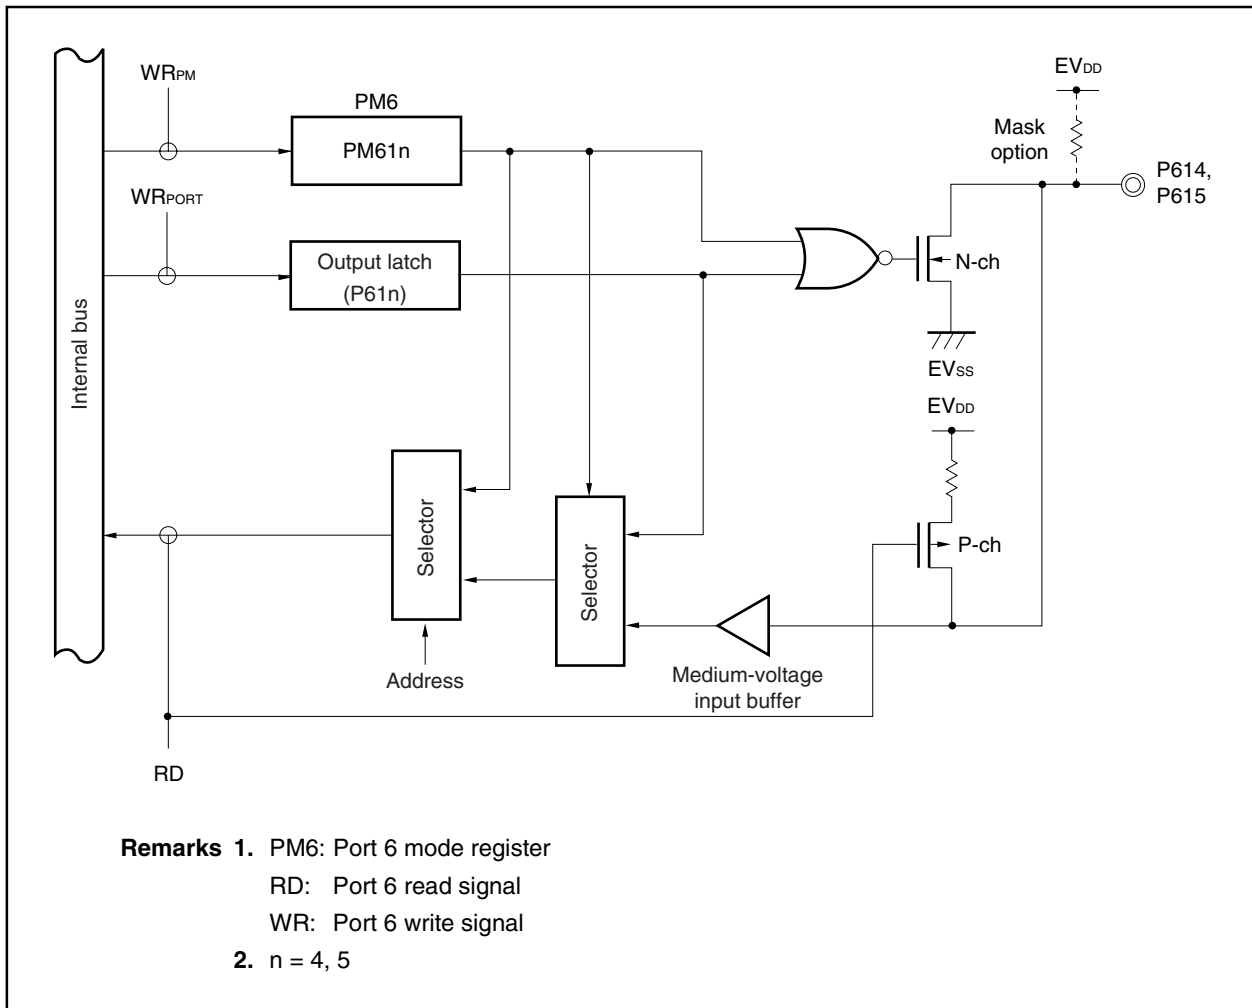 WRPM
PM6
PM61n
WRPORT
Output latch
(P61n)
Internal bus
EVDD
Mask
option
P614,
P615
N-ch
EVSS
EVDD
P-ch
Selector
Selector
Address
Medium-voltage
input buffer
RD
Remarks 1. PM6: Port 6 mode register
RD: Port 6 read signal
WR: Port 6 write signal
2. n = 4, 5